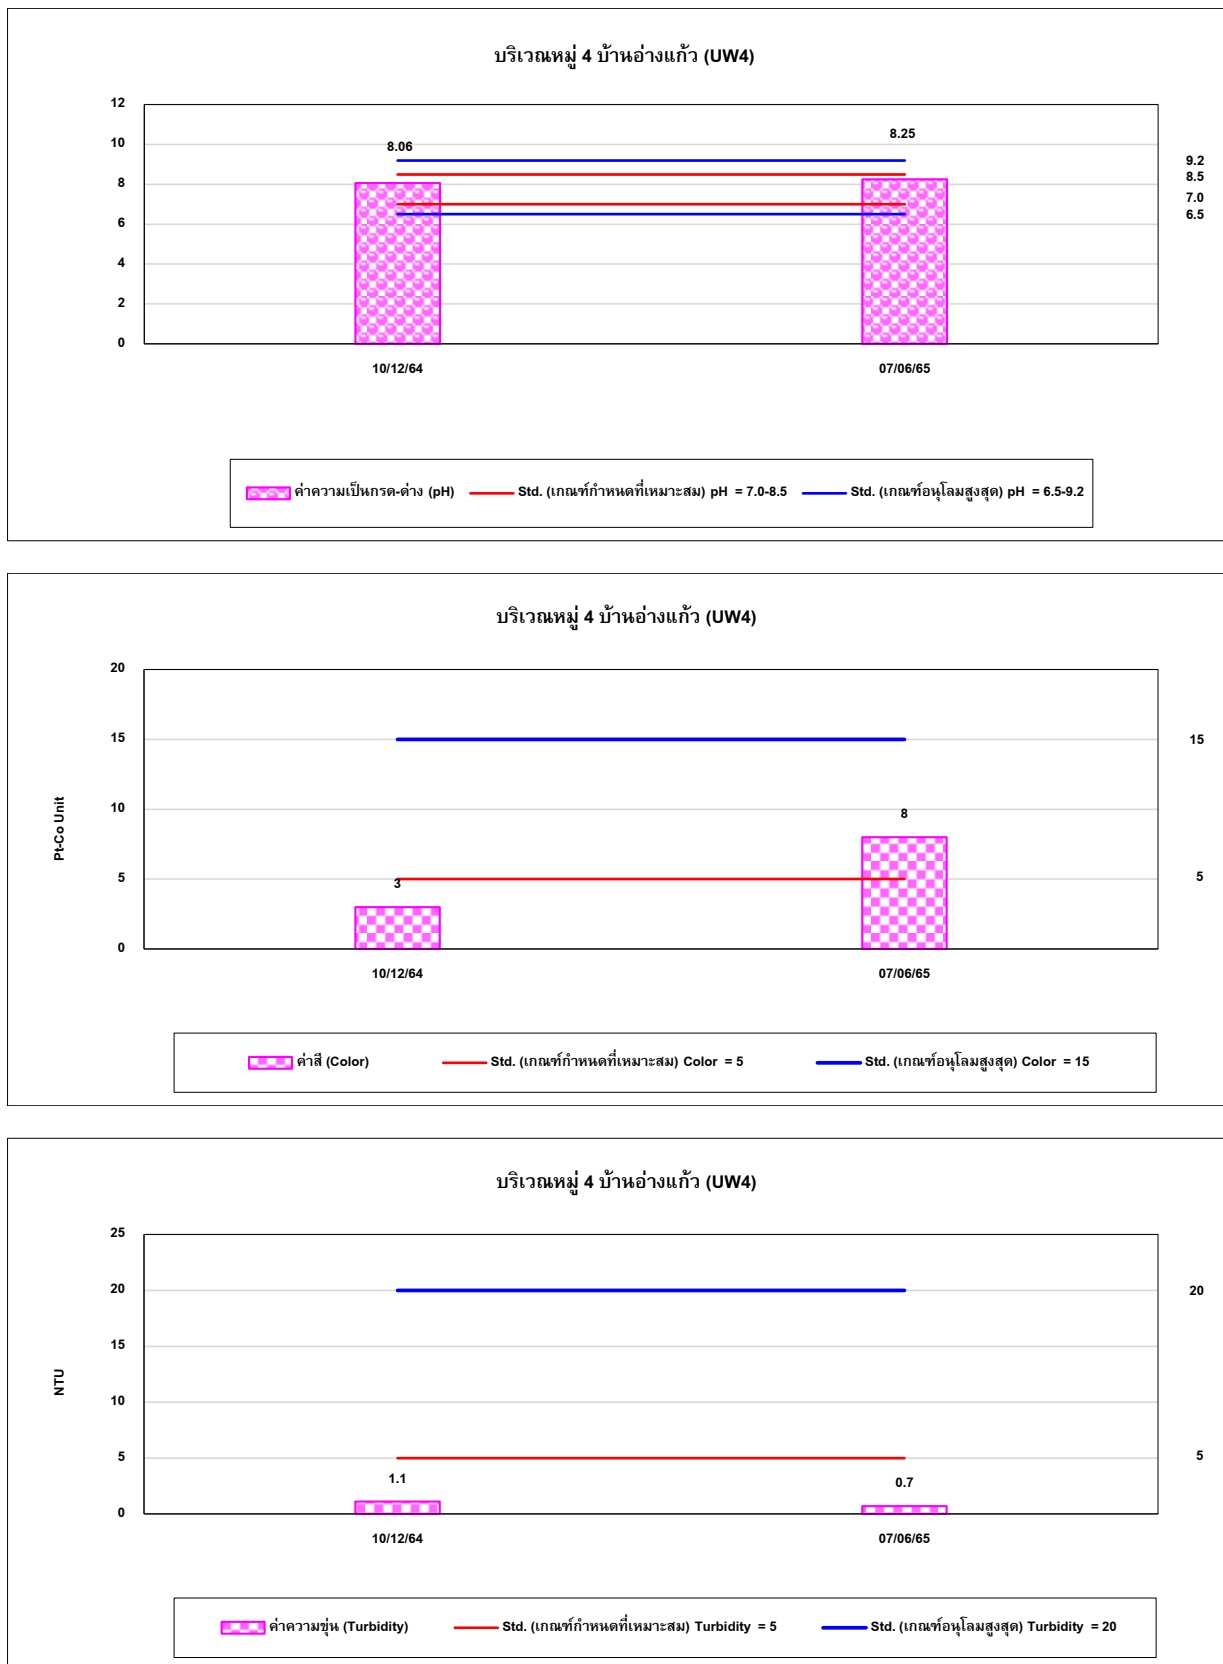 บริเวณหมู่ 4 บ้านอ่างแก้ว (UW4)
12
10
8
6
4
2
0
8.06
8.25
9.2
8.5
7.0
6.5
10/12/64
07/06/65
ค่าความเป็นกรด-ด่าง (pH)
Std. (เกณฑ์กำหนดที่เหมาะสม) pH = 7.0-8.5
Std. (เกณฑ์อนุโลมสูงสุด) pH = 6.5-9.2
บริเวณหมู่ 4 บ้านอ่างแก้ว (UW4)
Pt-Co Unit
20
15
10
5
0
3
8
15
5
10/12/64
07/06/65
ค่าสี (Color)
Std. (เกณฑ์กำหนดที่เหมาะสม) Color = 5
Std. (เกณฑ์อนุโลมสูงสุด) Color = 15
บริเวณหมู่ 4 บ้านอ่างแก้ว (UW4)
NTU
25
20
15
10
5
0
1.1
0.7
20
5
10/12/64
07/06/65
ค่าความขุ่น (Turbidity)
Std. (เกณฑ์กำหนดที่เหมาะสม) Turbidity = 5
Std. (เกณฑ์อนุโลมสูงสุด) Turbidity = 20